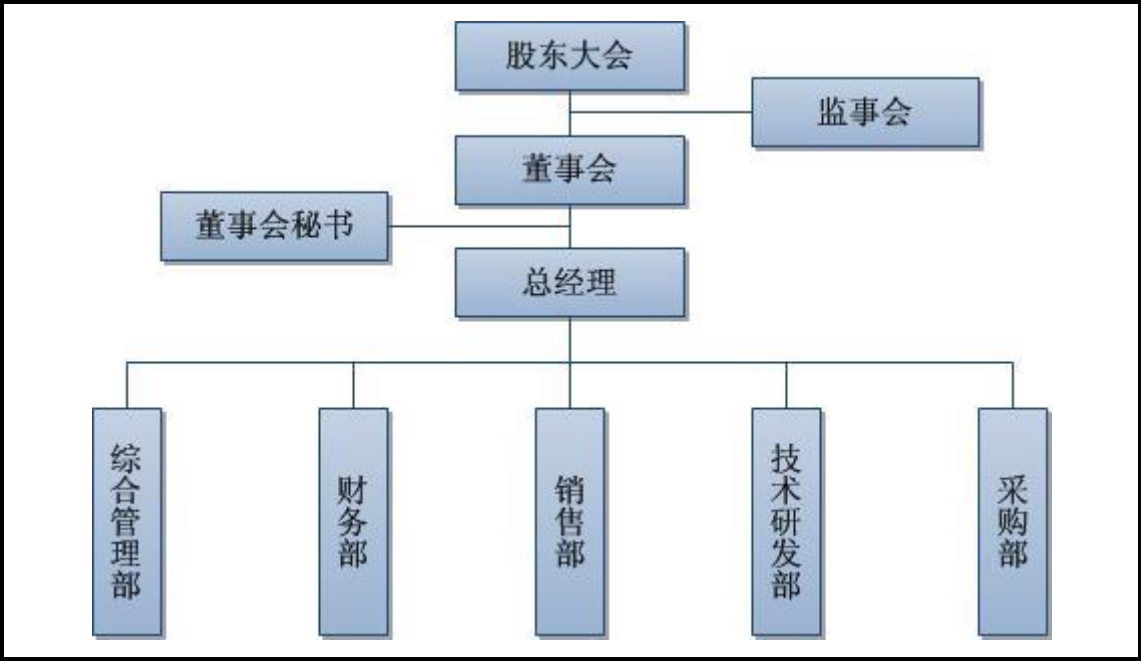 股东大会
监事会
董事会
董事会秘书
总经理
综合管理部
财务部
销售部
技术研发部
采购部